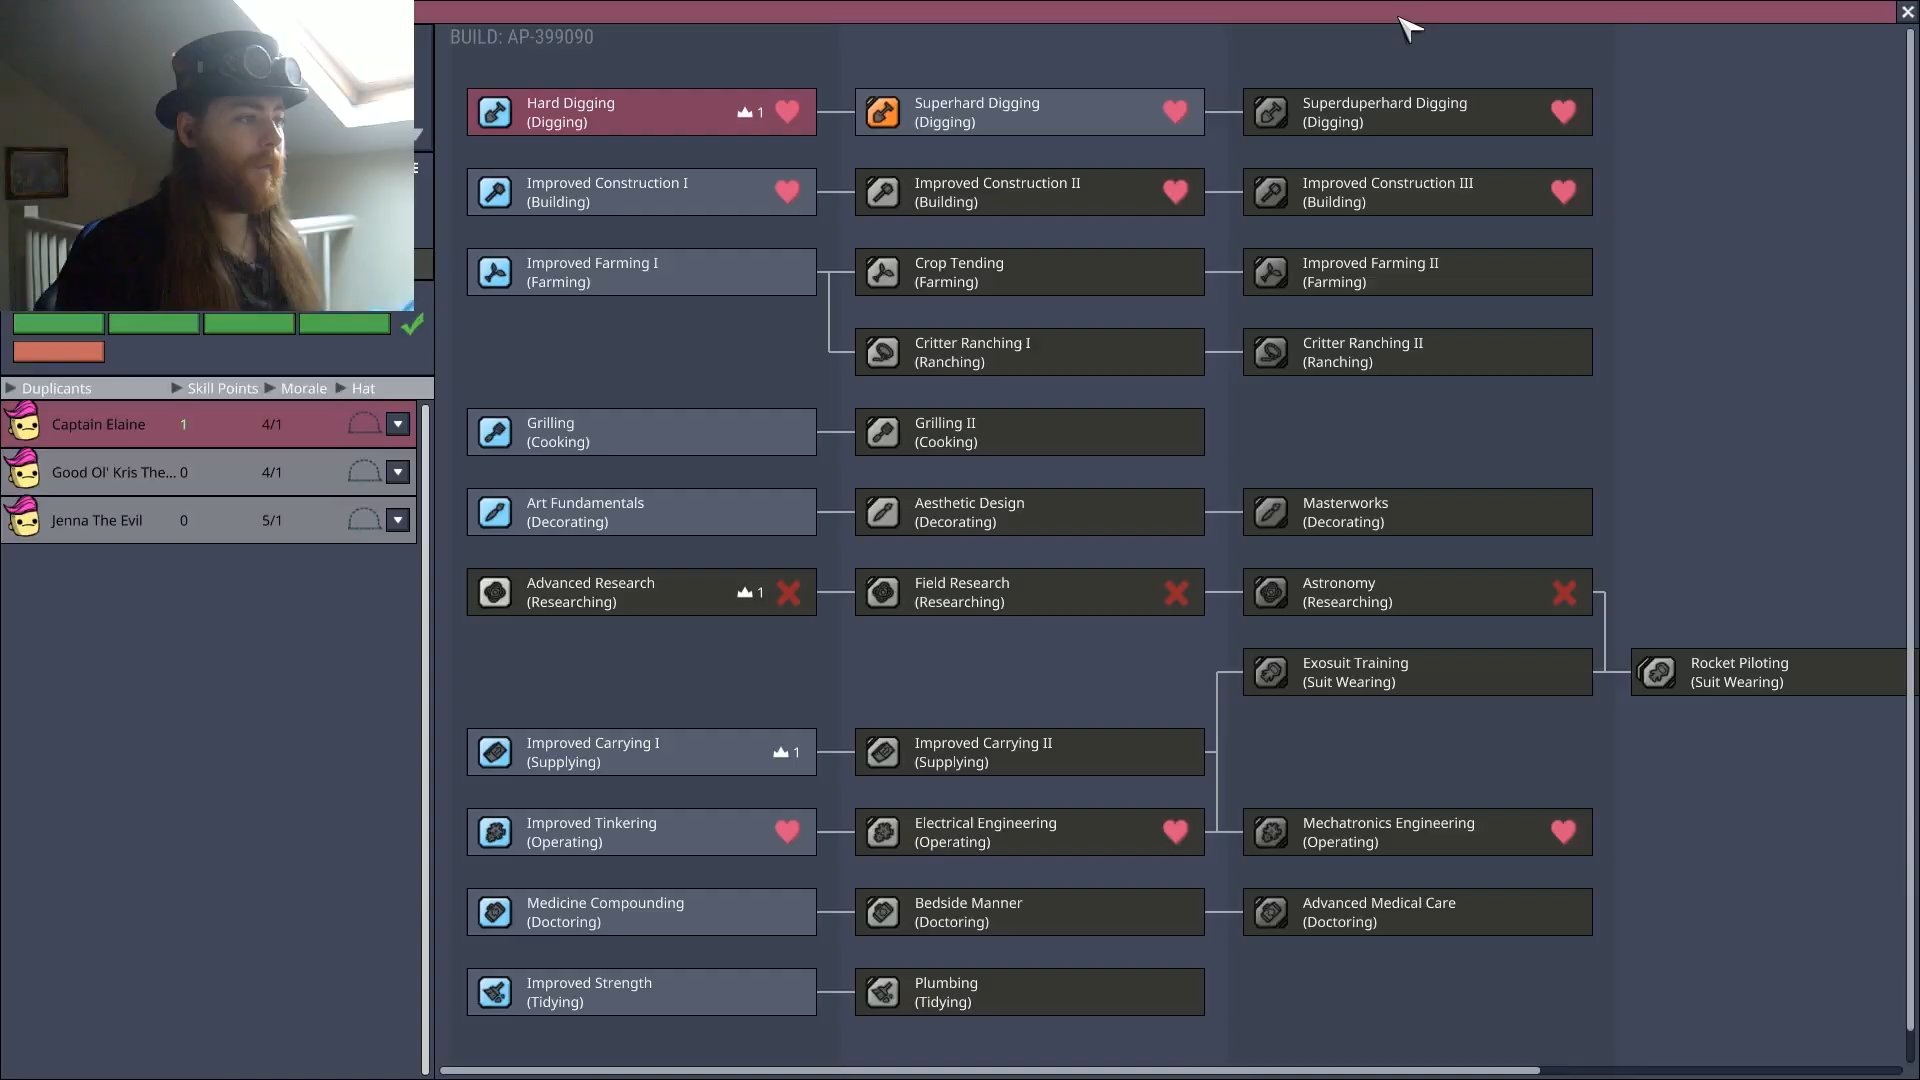 BUILD: AP-399090
Hard Digging
(Digging)
1
Superhard Digging
(Digging)
Superduperhard Digging
(Digging)
Improved Construction I
(Building)
Improved Construction II
(Building)
Improved Construction III
(Building)
Improved Farming I
(Farming)
Crop Tending
(Farming)
Improved Farming II
(Farming)
Critter Ranching I
(Ranching)
Critter Ranching II
(Ranching)
Duplicants Skill Points Morale Hat
Captain Elaine 1 4/1
Good Ol' Kris The... 0 4/1
Jenna The Evil 0 5/1
Grilling
(Cooking)
Grilling II
(Cooking)
Art Fundamentals
(Decorating)
Aesthetic Design
(Decorating)
Masterworks
(Decorating)
Advanced Research
(Researching)
1
Field Research
(Researching)
Astronomy
(Researching)
Exosuit Training
(Suit Wearing)
Rocket Piloting
(Suit Wearing)
Improved Carrying I
(Supplying)
1
Improved Carrying II
(Supplying)
Improved Tinkering
(Operating)
Electrical Engineering
(Operating)
Mechatronics Engineering
(Operating)
Medicine Compounding
(Doctoring)
Bedside Manner
(Doctoring)
Advanced Medical Care
(Doctoring)
Improved Strength
(Tidying)
Plumbing
(Tidying)